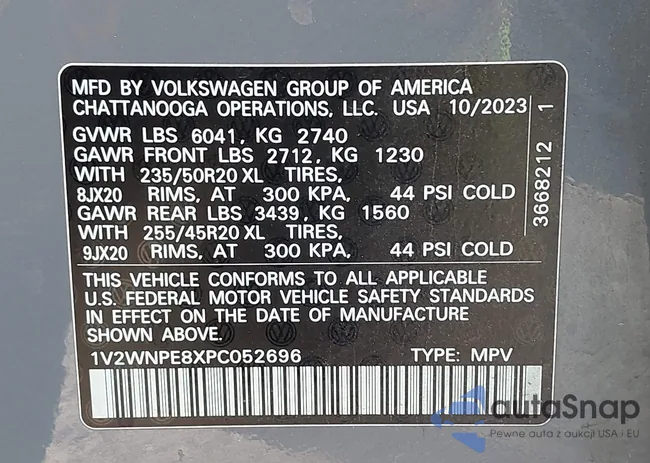 MFD BY VOLKSWAGEN GROUP OF AMERICA
CHATTANOOGA OPERATIONS, LLC. USA 10/2023
GVWR LBS 6041, KG 2740
GAWR FRONT LBS 2712, KG 1230
WITH 235/50R20 XL TIRES,
8JX20 RIMS, AT 300 KPA, 44 PSI COLD
GAWR REAR LBS 3439, KG 1560
WITH 255/45R20 XL TIRES,
9JX20 RIMS, AT 300 KPA, 44 PSI COLD
THIS VEHICLE CONFORMS TO ALL APPLICABLE
U.S. FEDERAL MOTOR VEHICLE SAFETY STANDARDS
IN EFFECT ON THE DATE OF MANUFACTURE
SHOWN ABOVE.
1V2WNPE8XPC052696 TYPE: MPV
3668212 1
autaSnap
Pewne auta z aukcji USA i EU